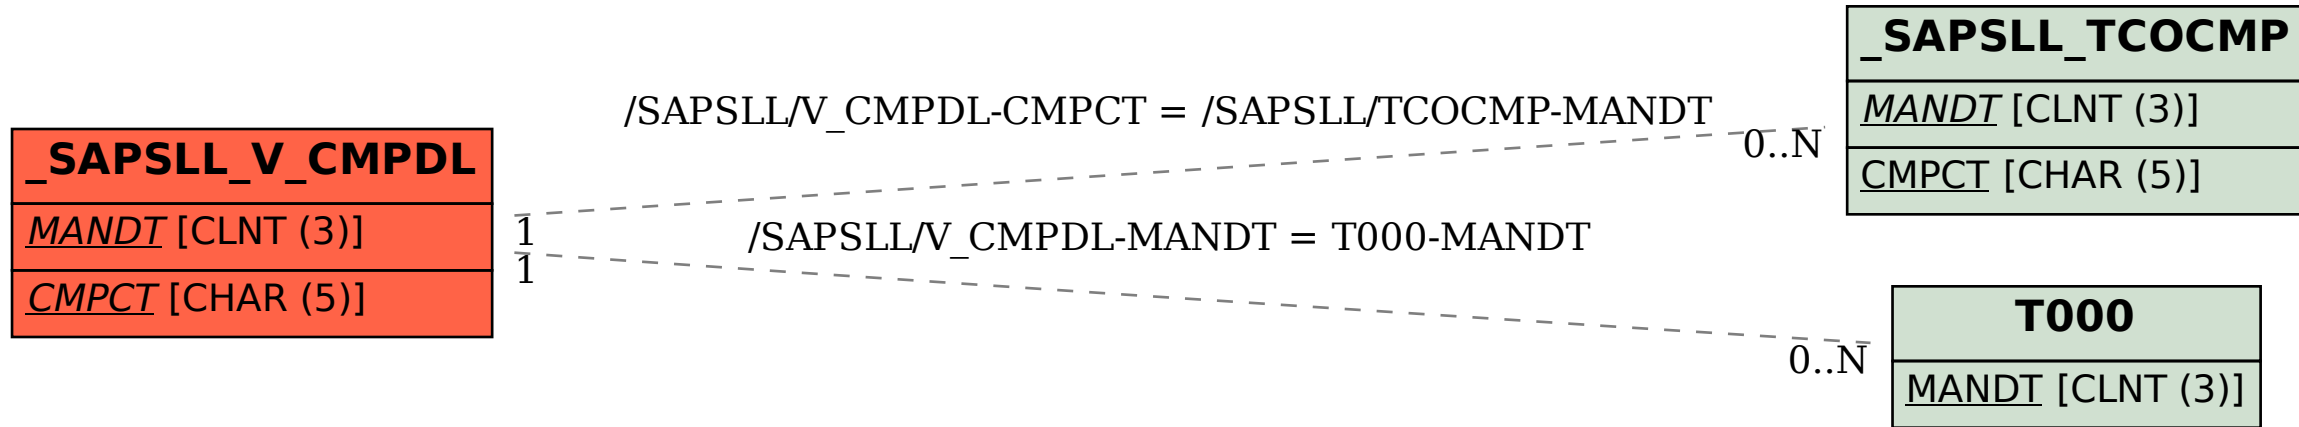 _SAPSLL_V_CMPDL
MANDT [CLNT (3)]
CMPCT [CHAR (5)]
/SAPSLL/V_CMPDL-CMPCT = /SAPSLL/TCOCMP-MANDT
0..N
1
/SAPSLL/V_CMPDL-MANDT = T000-MANDT
1
0..N
_SAPSLL_TCOCMP
MANDT [CLNT (3)]
CMPCT [CHAR (5)]
T000
MANDT [CLNT (3)]